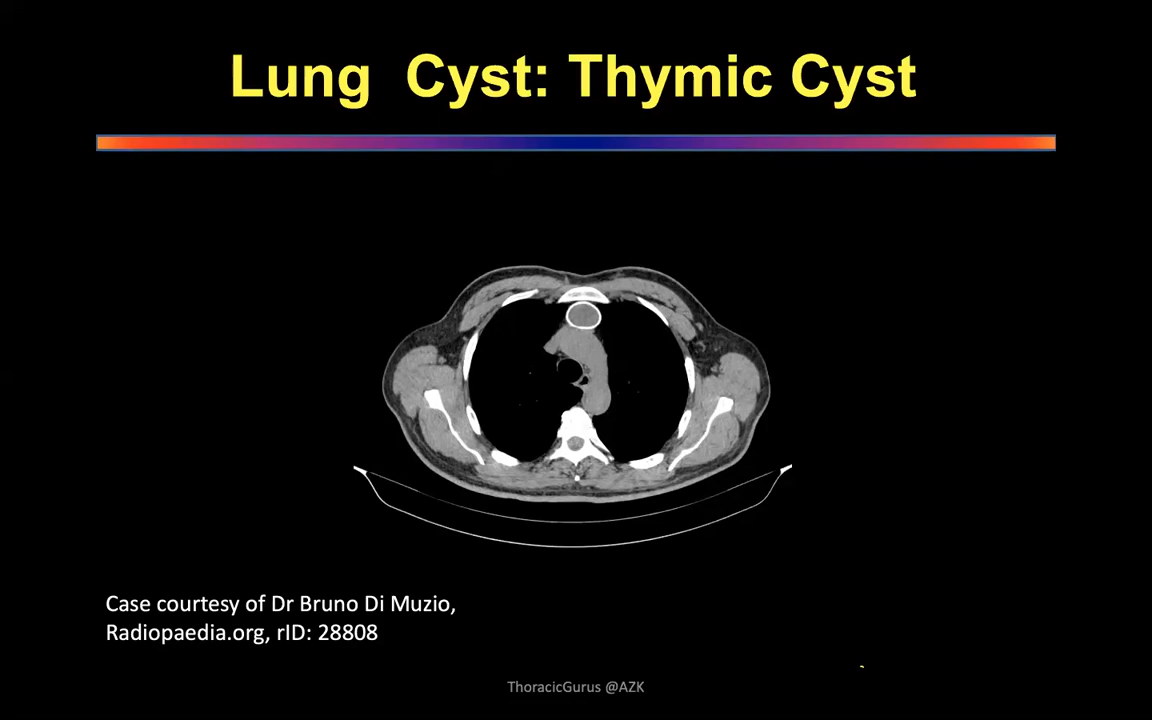 Lung Cyst: Thymic Cyst
Case courtesy of Dr Bruno Di Muzio,
Radiopaedia.org, rID: 28808
ThoracicGurus @AZK